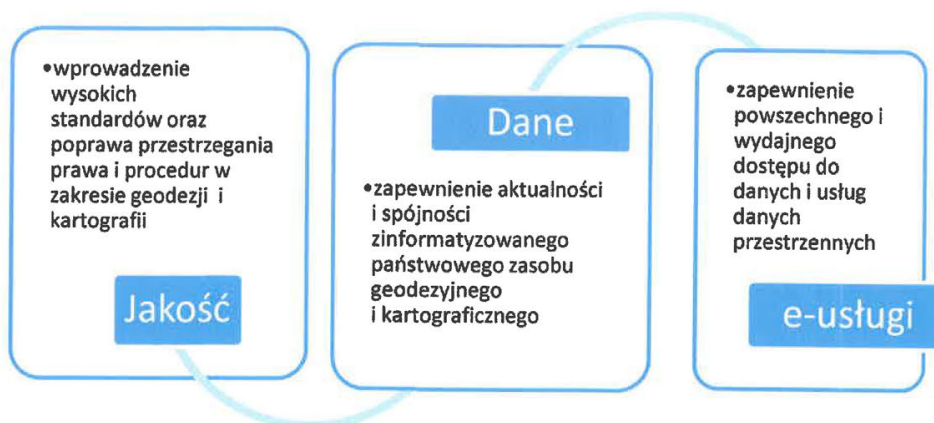 •wprowadzenie
wysokich
standardów oraz
poprawa przestrzegania
prawa i procedur w
zakresie geodezji i
kartografii
Jakość
Dane
•zapewnienie aktualności
i spójności
zinformatyzowanego
państwowego zasobu
geodezyjnego
i kartograficznego
•zapewnienie
powszechnego i
wydajnego
dostępu do
danych i usług
danych
przestrzennych
e-usługi